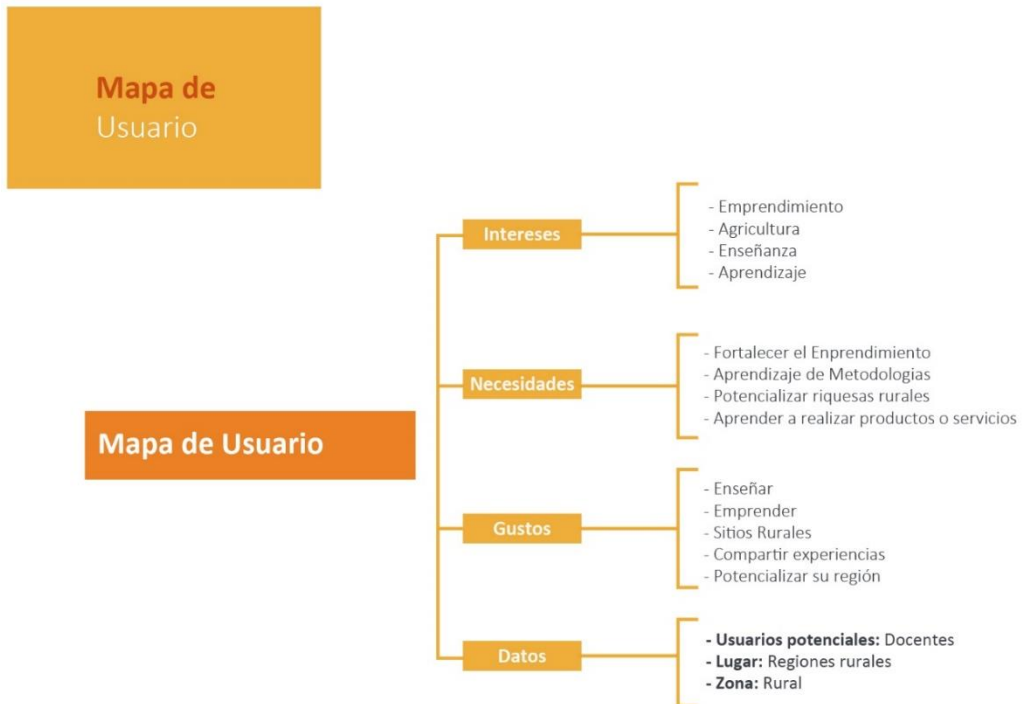 Mapa de
Usuario
Mapa de Usuario
Intereses
- Emprendimiento
- Agricultura
- Enseñanza
- Aprendizaje
Necesidades
- Fortalecer el Enprendimiento
- Aprendizaje de Metodologias
- Potencializar riquesas rurales
- Aprender a realizar productos o servicios
Gustos
- Enseñar
- Emprender
- Sitios Rurales
- Compartir experiencias
- Potencializar su región
Datos
- Usuarios potenciales: Docentes
- Lugar: Regiones rurales
- Zona: Rural